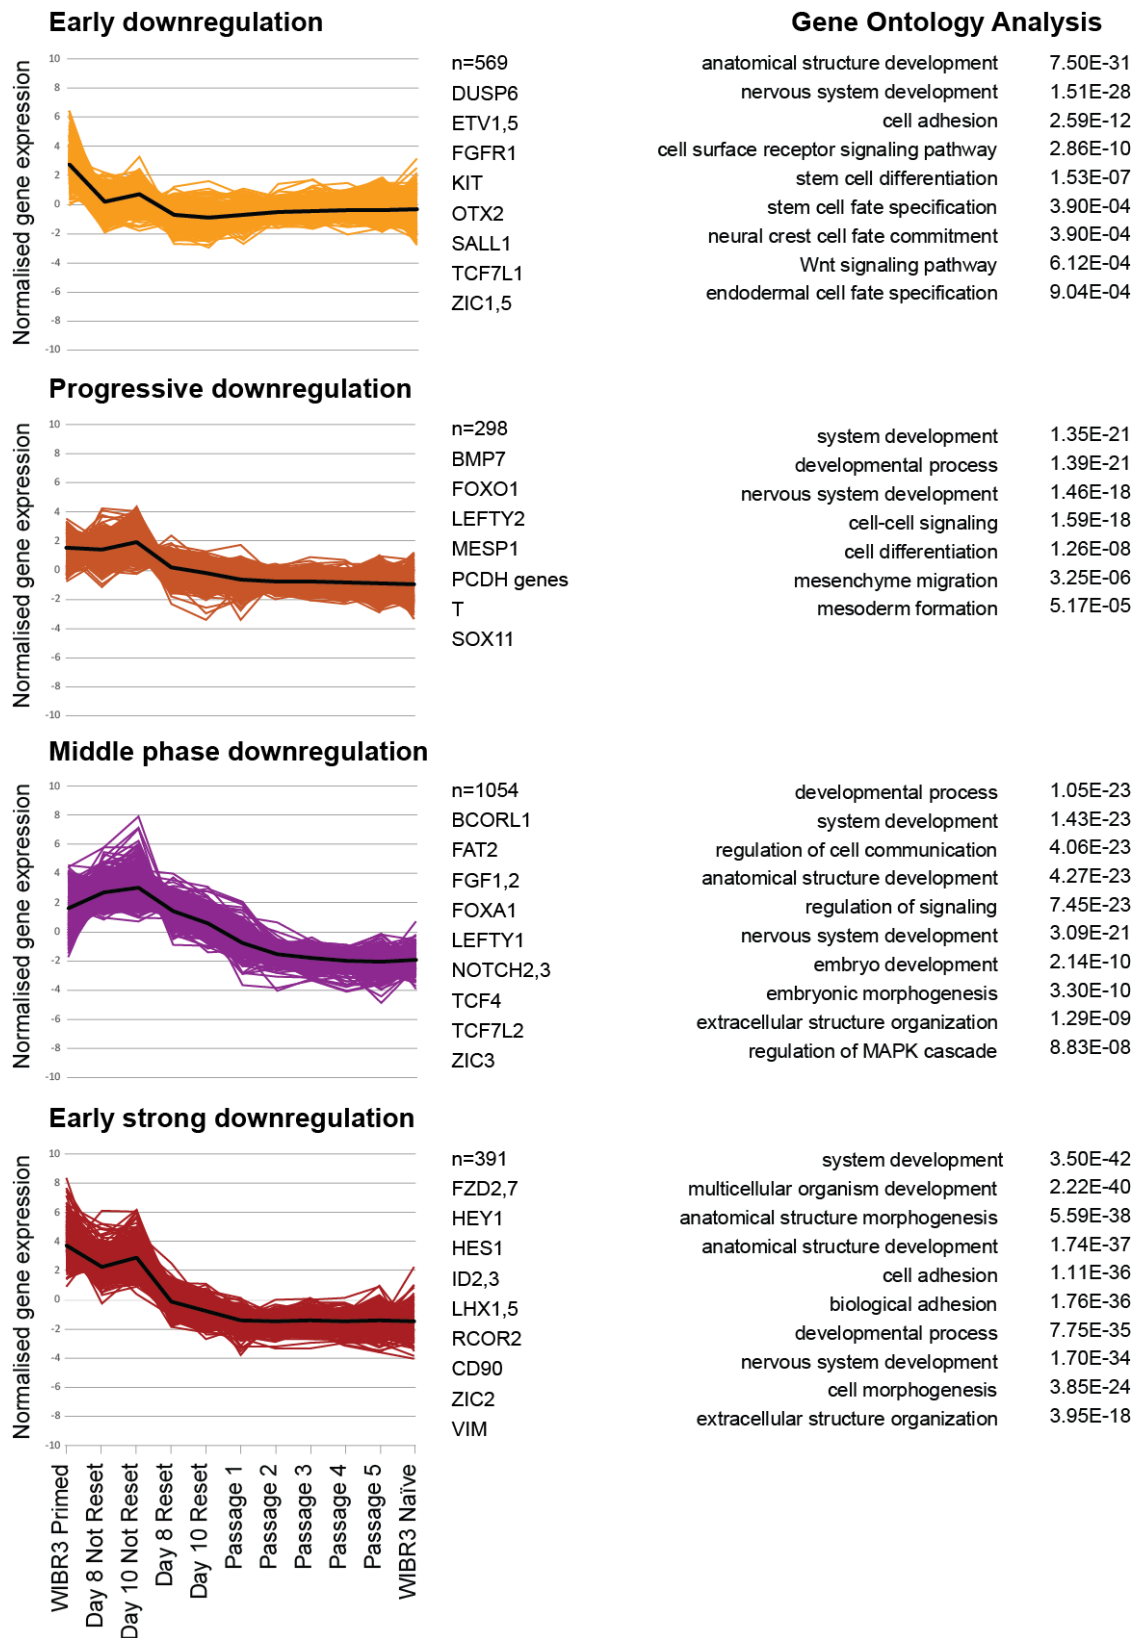 Early downregulation
Gene Ontology Analysis
Normalised gene expression
10
8
6
4
2
0
-2
-4
-6
-8
-10
n=569
DUSP6
ETV1,5
FGFR1
KIT
OTX2
SALL1
TCF7L1
ZIC1,5
anatomical structure development 7.50E-31
nervous system development 1.51E-28
cell adhesion 2.59E-12
cell surface receptor signaling pathway 2.86E-10
stem cell differentiation 1.53E-07
stem cell fate specification 3.90E-04
neural crest cell fate commitment 3.90E-04
Wnt signaling pathway 6.12E-04
endodermal cell fate specification 9.04E-04
Progressive downregulation
Normalised gene expression
10
8
6
4
2
0
-2
-4
-6
-8
-10
n=298
BMP7
FOXO1
LEFTY2
MESP1
PCDH genes
T
SOX11
system development 1.35E-21
developmental process 1.39E-21
nervous system development 1.46E-18
cell-cell signaling 1.59E-18
cell differentiation 1.26E-08
mesenchyme migration 3.25E-06
mesoderm formation 5.17E-05
Middle phase downregulation
Normalised gene expression
10
8
6
4
2
0
-2
-4
-6
-8
-10
n=1054
BCORL1
FAT2
FGF1,2
FOXA1
LEFTY1
NOTCH2,3
TCF4
TCF7L2
ZIC3
developmental process 1.05E-23
system development 1.43E-23
regulation of cell communication 4.06E-23
anatomical structure development 4.27E-23
regulation of signaling 7.45E-23
nervous system development 3.09E-21
embryo development 2.14E-10
embryonic morphogenesis 3.30E-10
extracellular structure organization 1.29E-09
regulation of MAPK cascade 8.83E-08
Early strong downregulation
Normalised gene expression
10
8
6
4
2
0
-2
-4
-6
-8
-10
n=391
FZD2,7
HEY1
HES1
ID2,3
LHX1,5
RCOR2
CD90
ZIC2
VIM
system development 3.50E-42
multicellular organism development 2.22E-40
anatomical structure morphogenesis 5.59E-38
anatomical structure development 1.74E-37
cell adhesion 1.11E-36
biological adhesion 1.76E-36
developmental process 7.75E-35
nervous system development 1.70E-34
cell morphogenesis 3.85E-24
extracellular structure organization 3.95E-18
WIBR3 Primed
Day 8 Not Reset
Day 10 Not Reset
Day 8 Reset
Day 10 Reset
Passage 1
Passage 2
Passage 3
Passage 4
Passage 5
WIBR3 Naïve